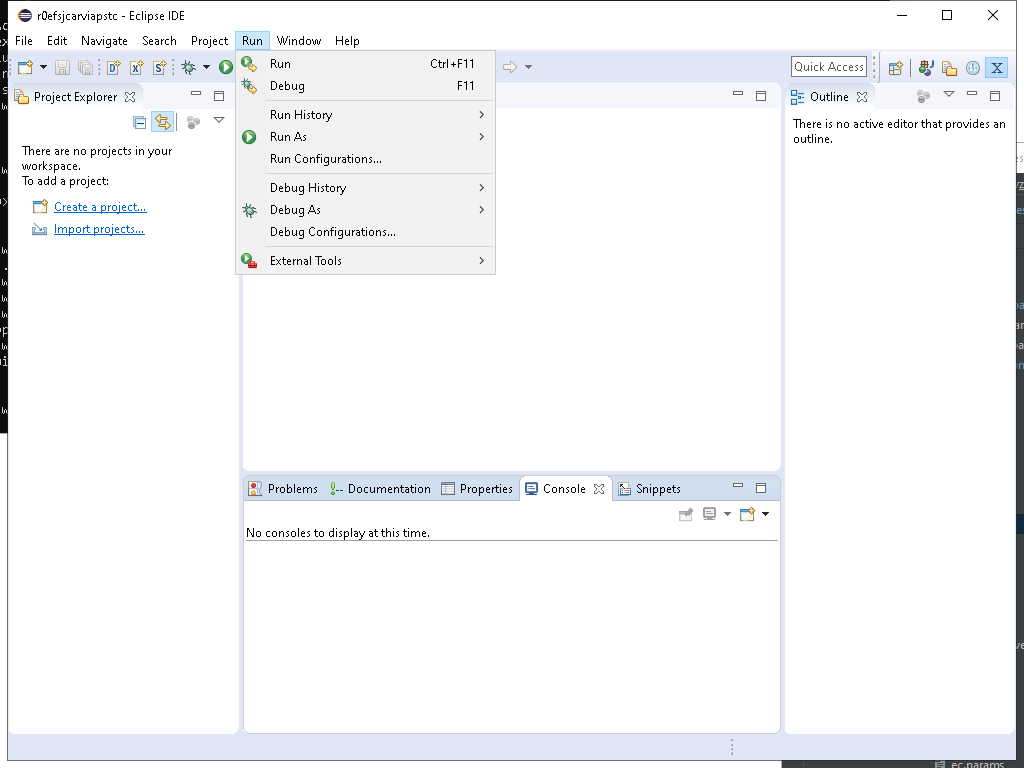 r0efsjcarviapstc - Eclipse IDE
File Edit Navigate Search Project Run Window Help
Quick Access
Run Ctrl+F11
Debug F11
Run History
Run As
Run Configurations...
Debug History
Debug As
Debug Configurations...
External Tools
Project Explorer
There are no projects in your
workspace.
To add a project:
Create a project...
Import projects...
Outline
There is no active editor that provides an
outline.
Problems Documentation Properties Console Snippets
No consoles to display at this time.
ec.params